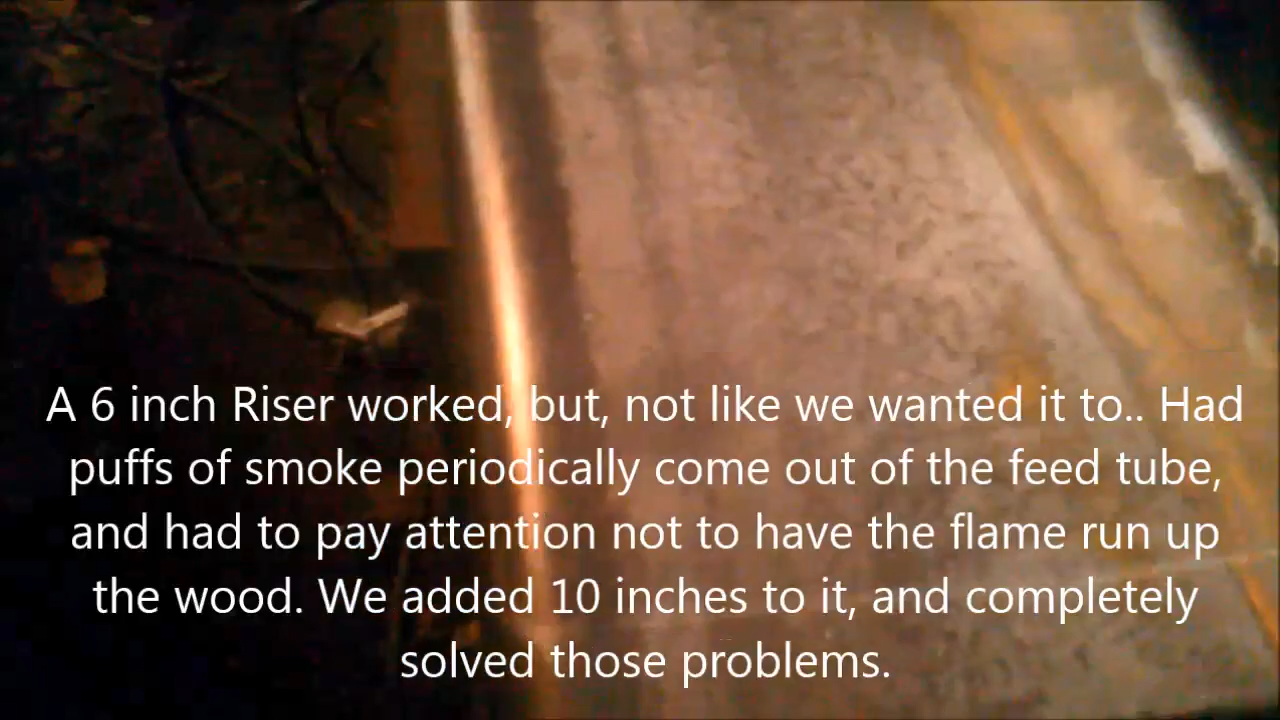 A 6 inch Riser worked, but, not like we wanted it to.. Had
puffs of smoke periodically come out of the feed tube,
and had to pay attention not to have the flame run up
the wood. We added 10 inches to it, and completely
solved those problems.